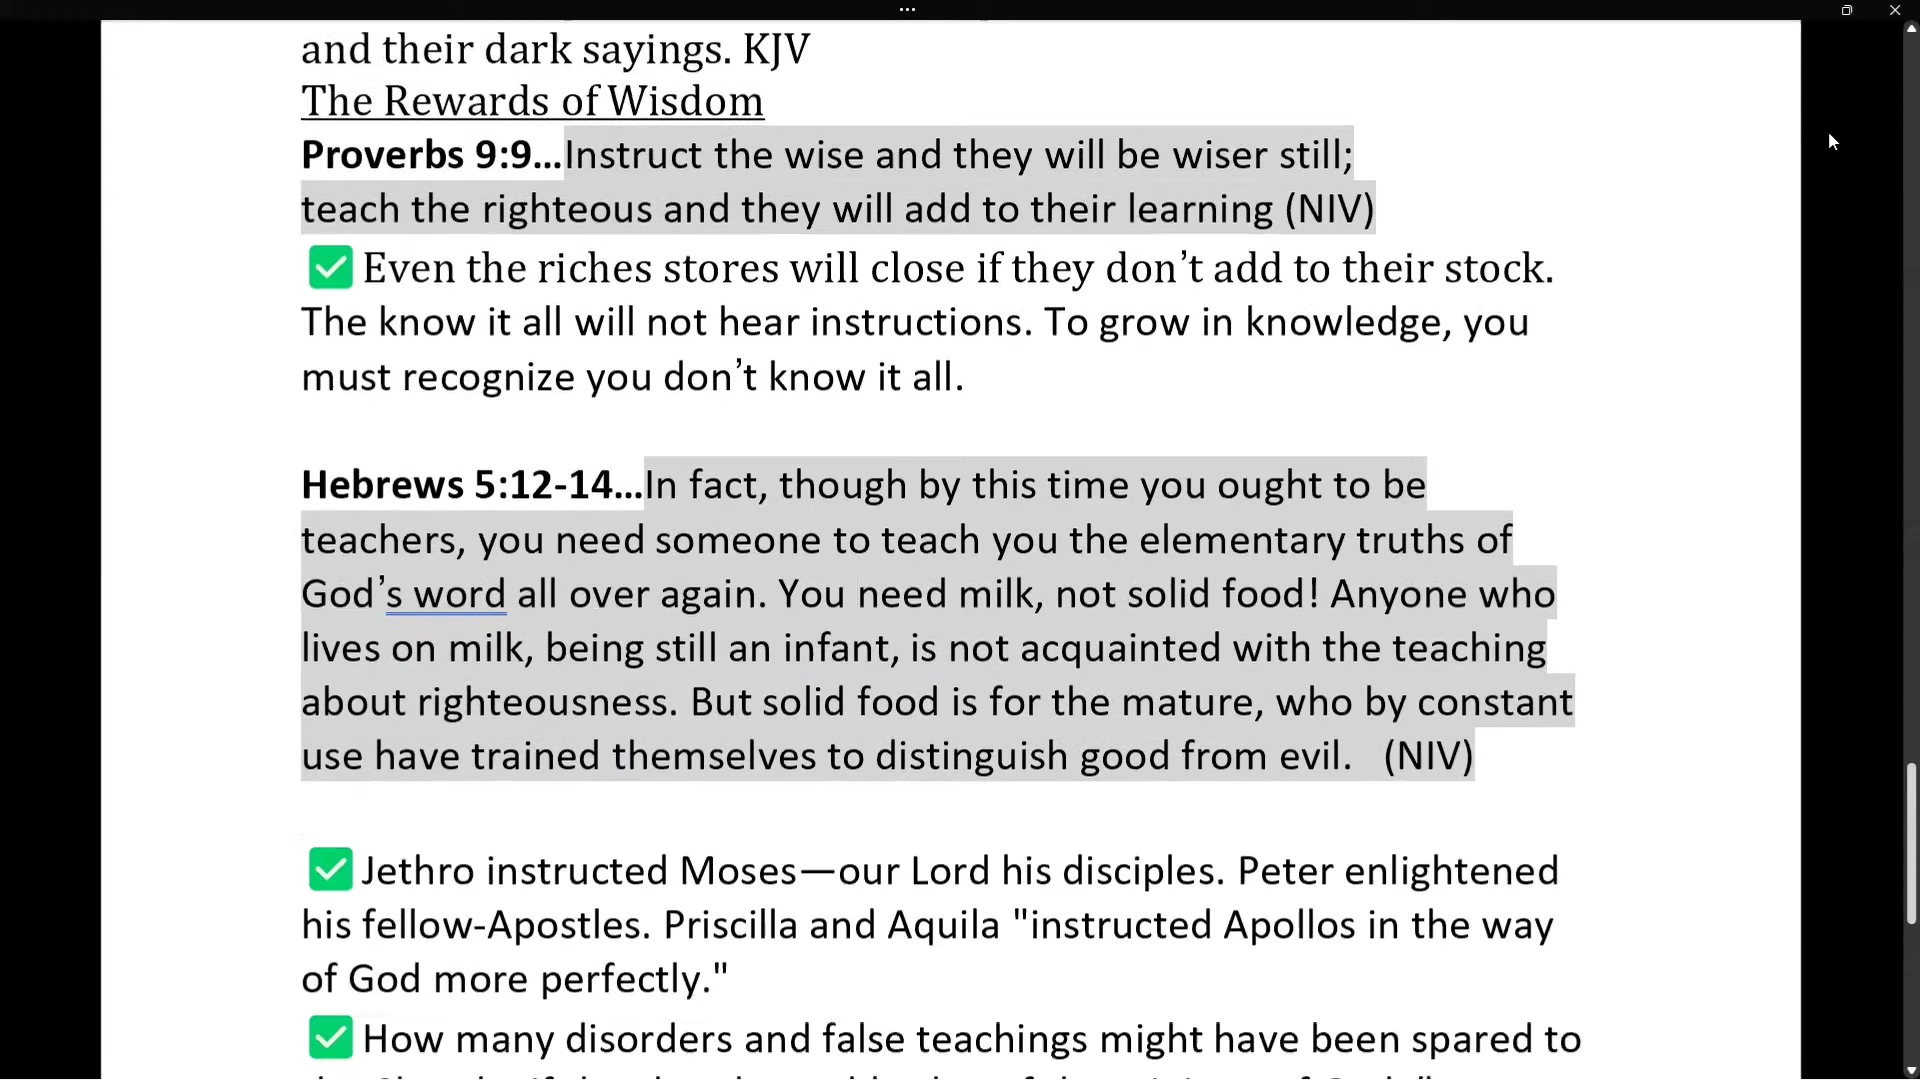 and their dark sayings. KJV
The Rewards of Wisdom
Proverbs 9:9...Instruct the wise and they will be wiser still;
teach the righteous and they will add to their learning (NIV)
✅ Even the riches stores will close if they don’t add to their stock.
The know it all will not hear instructions. To grow in knowledge, you
must recognize you don’t know it all.
Hebrews 5:12-14...In fact, though by this time you ought to be
teachers, you need someone to teach you the elementary truths of
God’s word all over again. You need milk, not solid food! Anyone who
lives on milk, being still an infant, is not acquainted with the teaching
about righteousness. But solid food is for the mature, who by constant
use have trained themselves to distinguish good from evil.   (NIV)
✅ Jethro instructed Moses—our Lord his disciples. Peter enlightened
his fellow-Apostles. Priscilla and Aquila "instructed Apollos in the way
of God more perfectly."
✅ How many disorders and false teachings might have been spared to